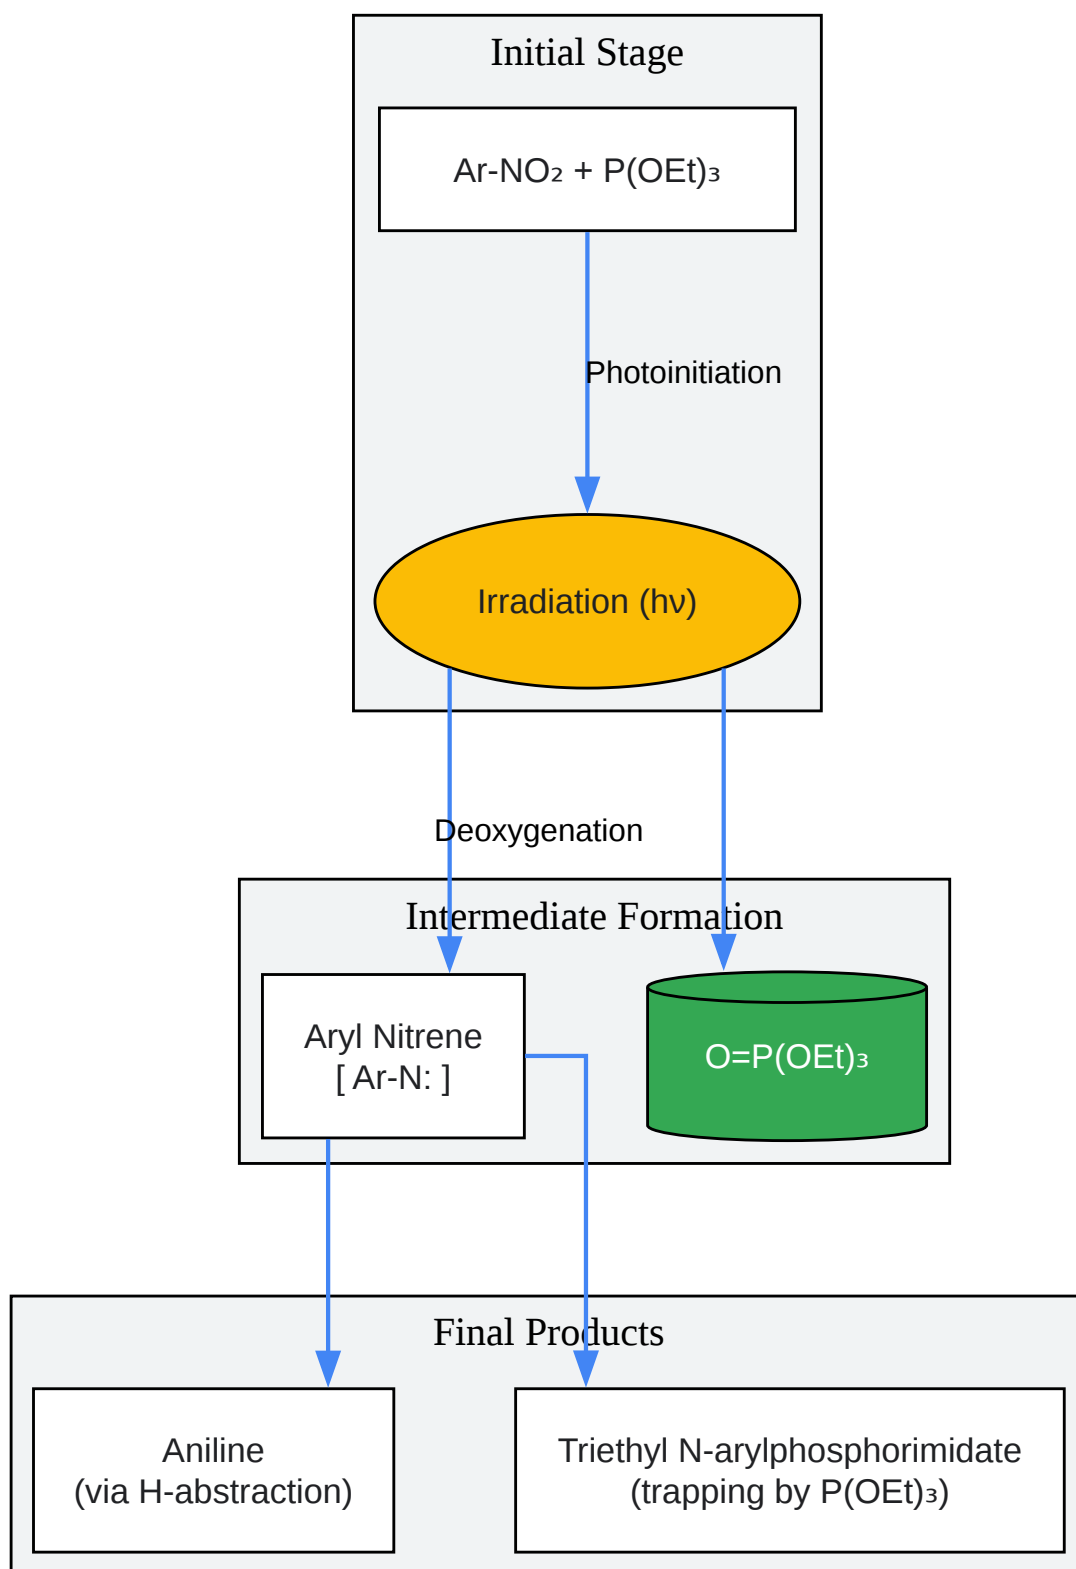 Initial Stage
Ar-NO₂ + P(OEt)₃
Photoinitiation
Irradiation (hν)
Deoxygenation
Intermediate Formation
Aryl Nitrene
[ Ar-N: ]
O=P(OEt)₃
Final Products
Aniline
(via H-abstraction)
Triethyl N-arylphosphorimidate
(trapping by P(OEt)₃)